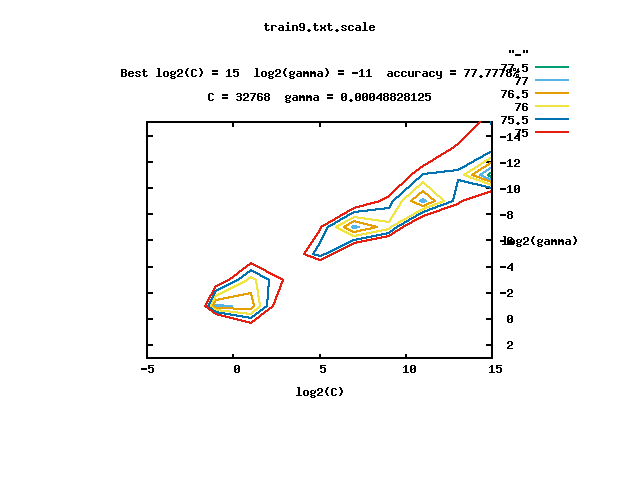 train9.txt.scale
"-"
Best log2(C) = 15  log2(gamma) = -11  accuracy = 77.7778%
77.5
77
C = 32768  gamma = 0.00048828125
76.5
76
75.5
75
-14
-12
-10
-8
-6
log2(gamma)
-4
-2
0
2
-5 0 5 10 15
log2(C)